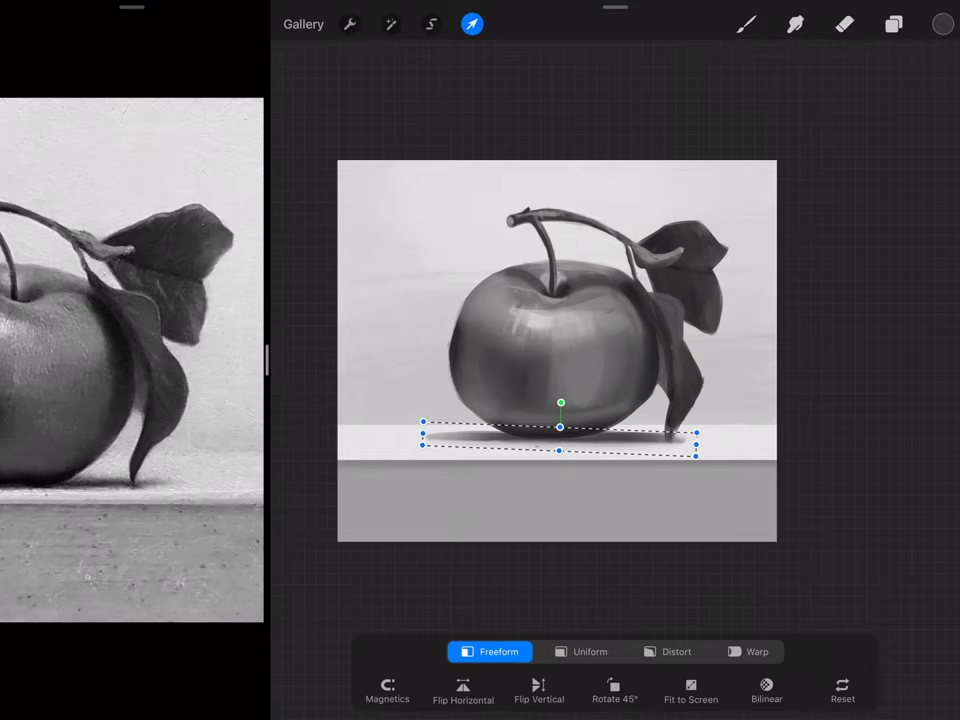 Gallery
Freeform
Uniform
Distort
Warp
Magnetics
Flip Horizontal
Flip Vertical
Rotate 45°
Fit to Screen
Bilinear
Reset